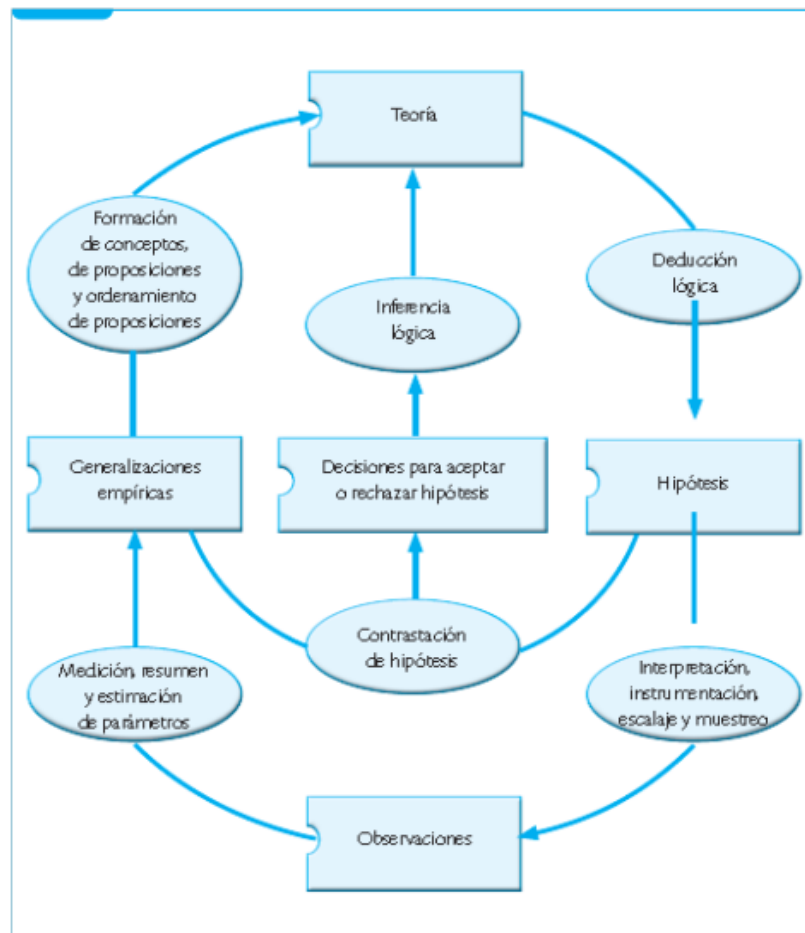 Teoría
Formación
de conceptos,
de proposiciones
y ordenamiento
de proposiciones
Inferencia
lógica
Deducción
lógica
Generalizaciones
empíricas
Decisiones para aceptar
o rechazar hipótesis
Hipótesis
Contrastación
de hipótesis
Medición, resumen
y estimación
de parámetros
Interpretación,
instrumentación,
escalaje y muestreo
Observaciones